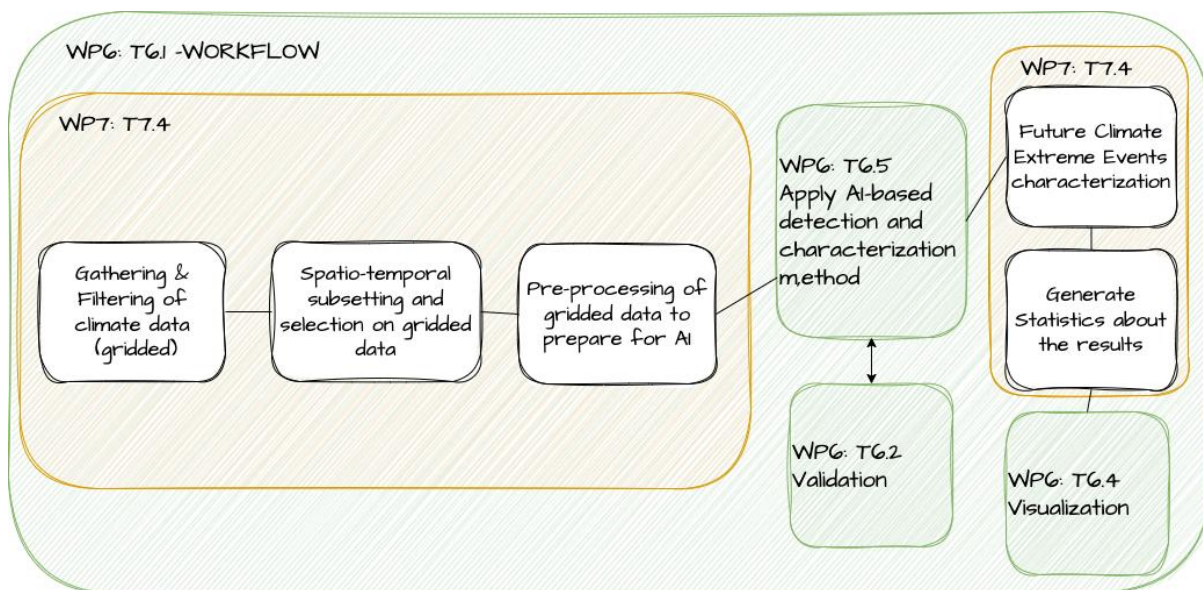 WP6: T6.1 -WORKFLOW
WP7: T7.4
Gathering &
Filtering of
climate data
(gridded)
Spatio-temporal
subsetting and
selection on gridded
data
Pre-processing of
gridded data to
prepare for AI
WP6: T6.5
Apply AI-based
detection and
characterization
m,ethod
WP6: T6.2
Validation
WP7: T7.4
Future Climate
Extreme Events
characterization
Generate
Statistics about
the results
WP6: T6.4
Visualization